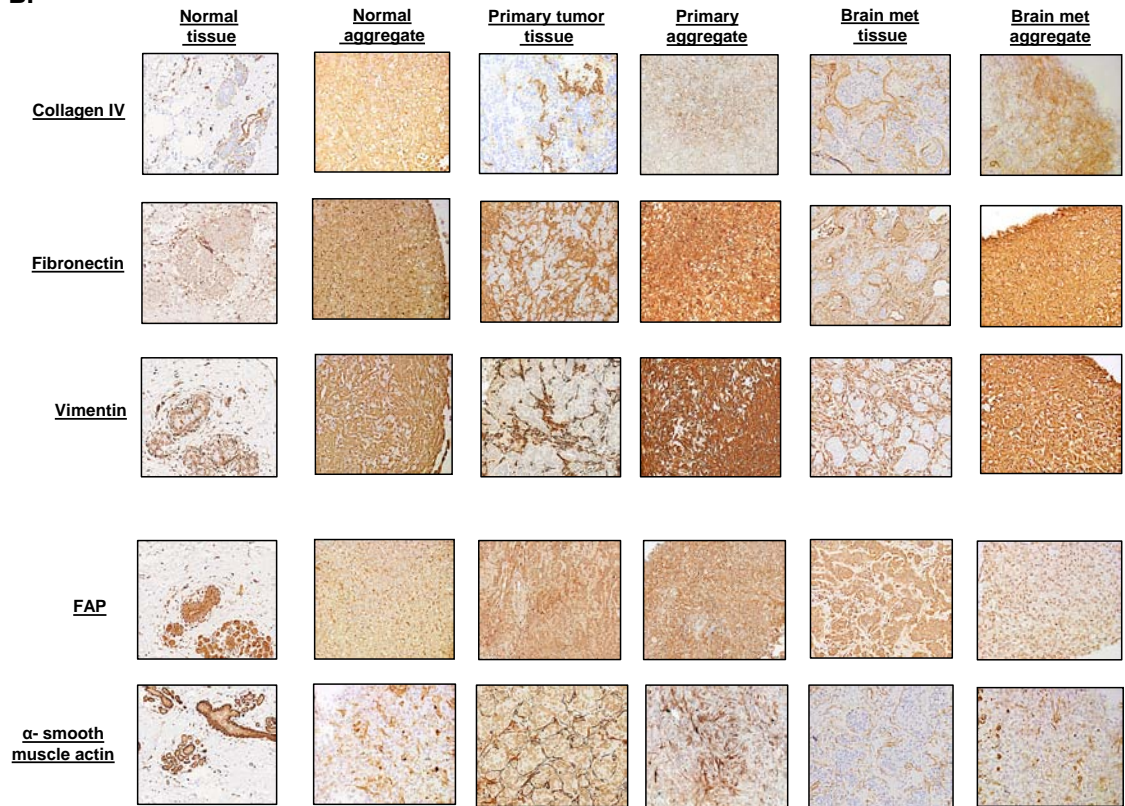 Normal
tissue
Normal
aggregate
Primary tumor
tissue
Primary
aggregate
Brain met
tissue
Brain met
aggregate
Collagen IV
Fibronectin
Vimentin
FAP
α- smooth
muscle actin